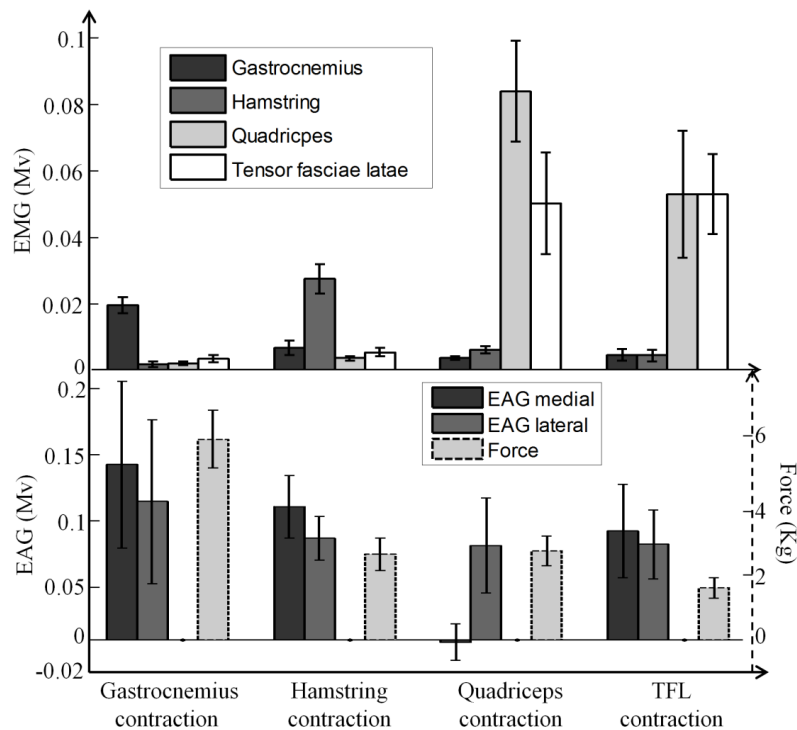 0.1
0.08
0.06
0.04
0.02
0
EMG (Mv)
Gastrocnemius
Hamstring
Quadricpes
Tensor fasciae latae
0.2
0.15
0.1
0.05
0
-0.02
EAG (Mv)
EAG medial
EAG lateral
Force
6
4
2
0
Force (Kg)
Gastrocnemius
contraction
Hamstring
contraction
Quadriceps
contraction
TFL
contraction